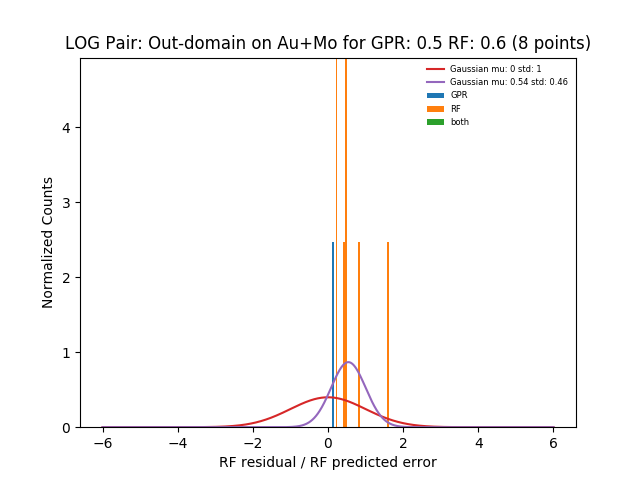 LOG Pair: Out-domain on Au+Mo for GPR: 0.5 RF: 0.6 (8 points)
Gaussian mu: 0 std: 1
Gaussian mu: 0.54 std: 0.46
GPR
RF
both
Normalized Counts
4
3
2
1
0
−6 −4 −2 0 2 4 6
RF residual / RF predicted error